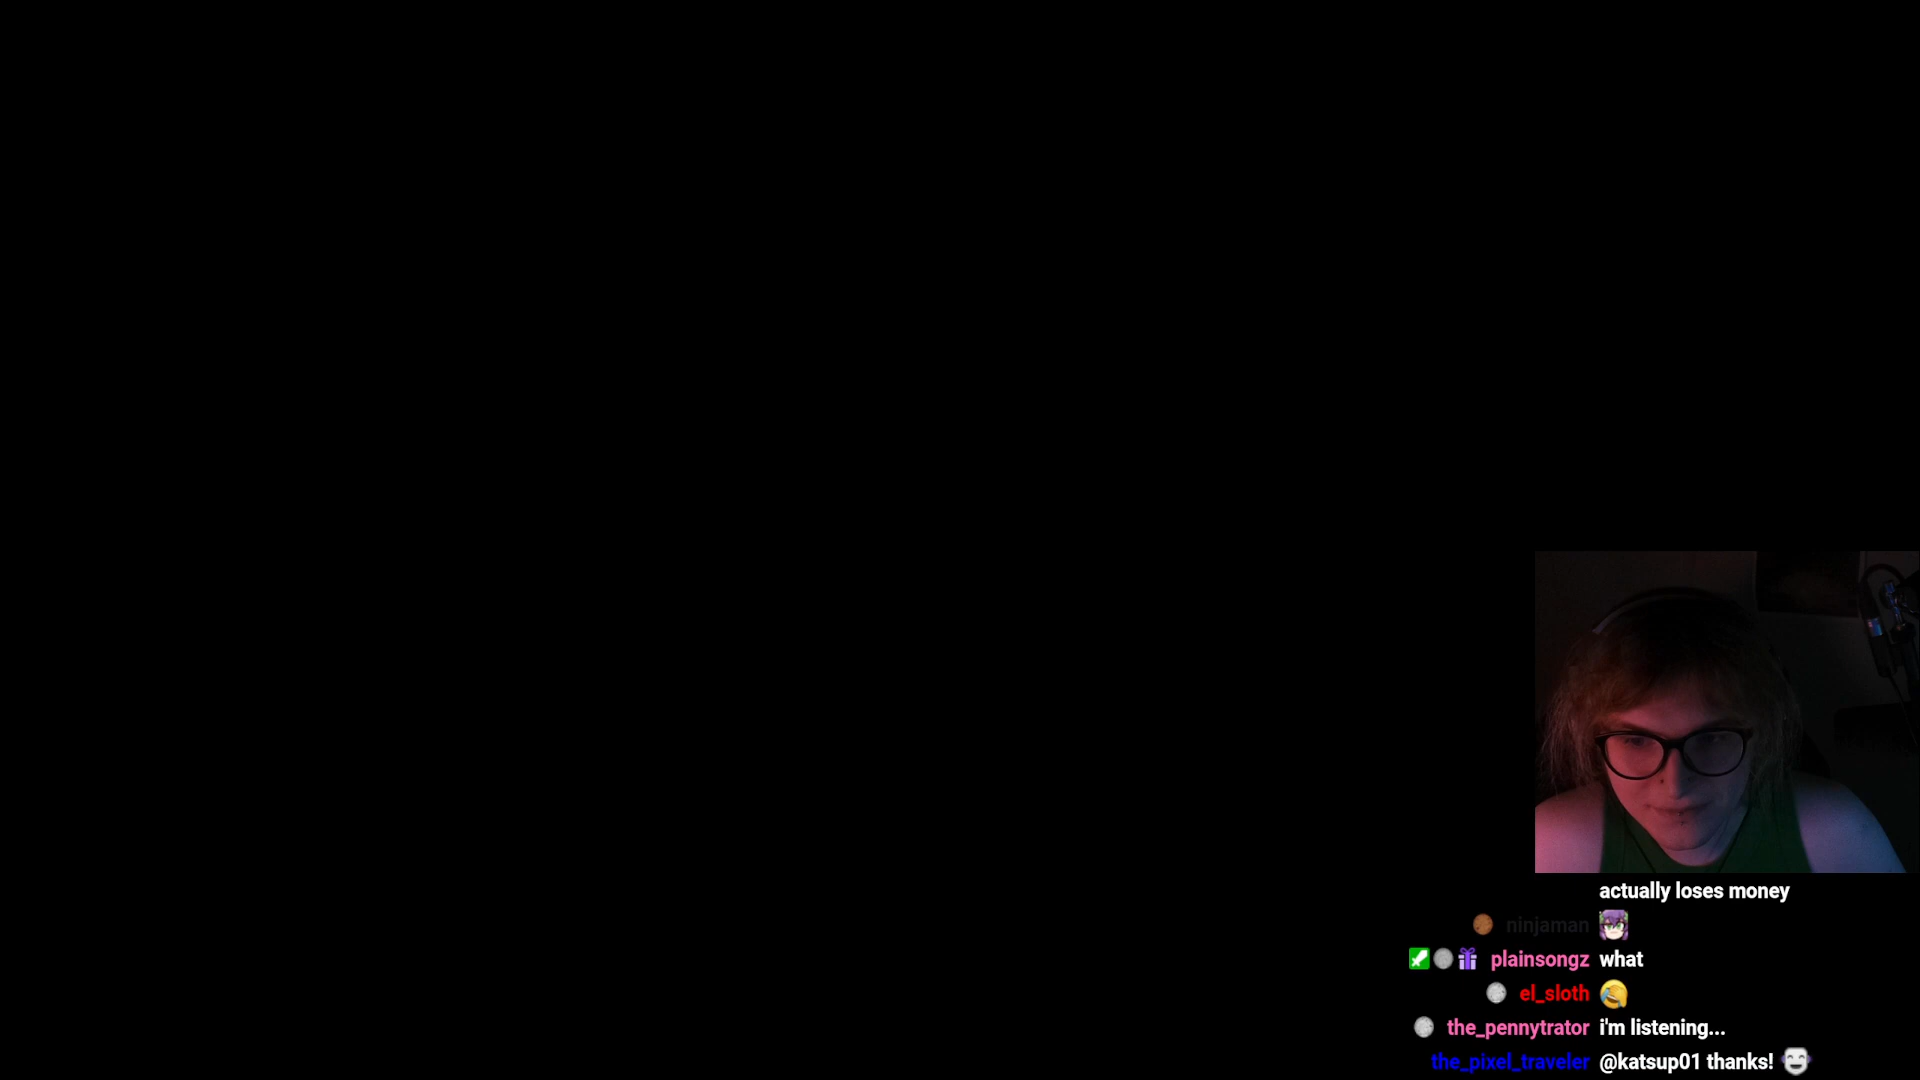 actually loses money
ninjaman
plainsongz what
el_sloth
the_pennytrator i'm listening...
the_pixel_traveler @katsup01 thanks!